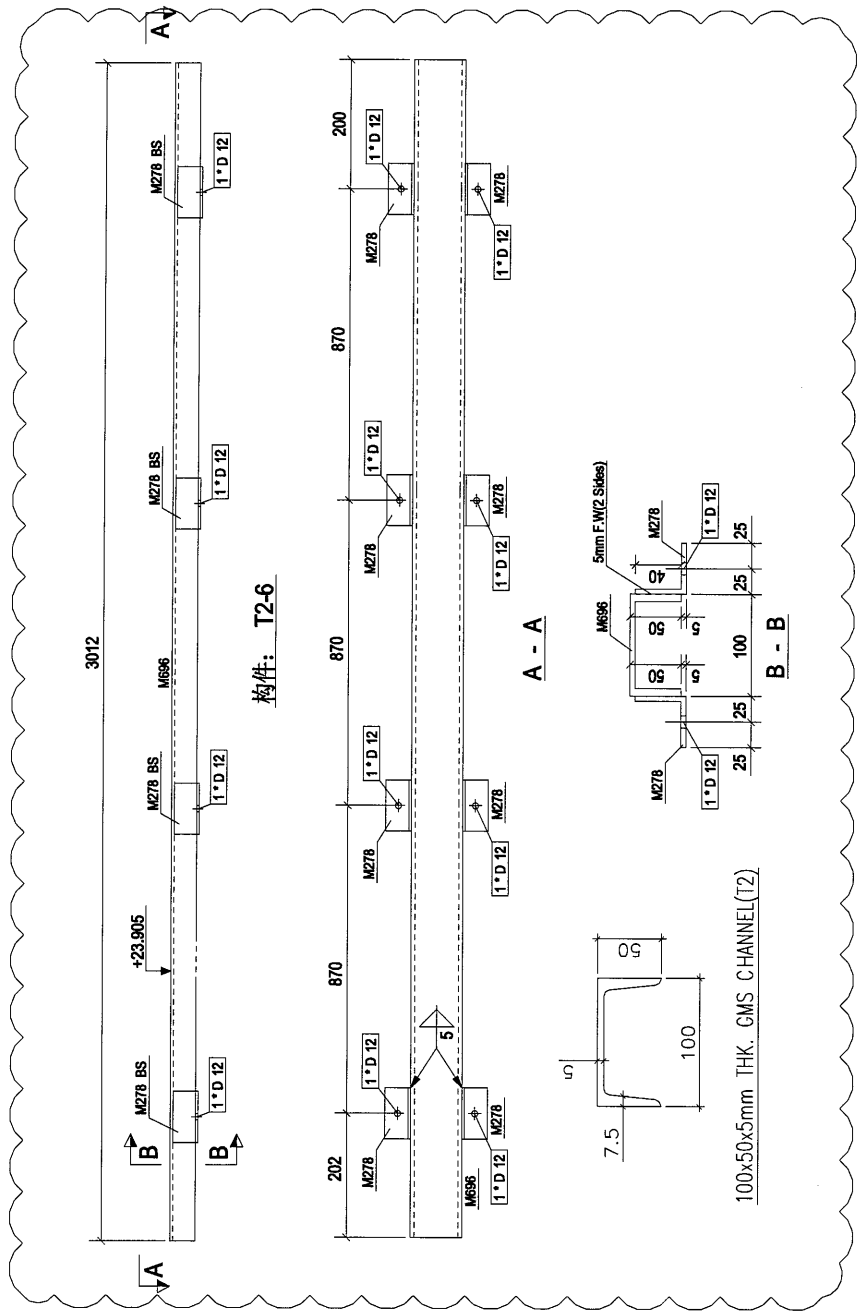 A
A
3012
M278 BS
1*D 12
B
B
+23.905
M278 BS
1*D 12
M696
M278 BS
1*D 12
M278 BS
1*D 12
构件: T2-6
202
870
870
870
200
1*D 12
M278
1*D 12
M278
1*D 12
M278
1*D 12
M278
5
M696
M278
1*D 12
M278
1*D 12
M278
1*D 12
M278
1*D 12
A - A
5
7.5
50
100
100x50x5mm THK. GMS CHANNEL(T2)
M696
5mm F.W(2 Sides)
M278
1*D 12
50
5
50
5
40
M278
1*D 12
25
25
100
25
25
B - B